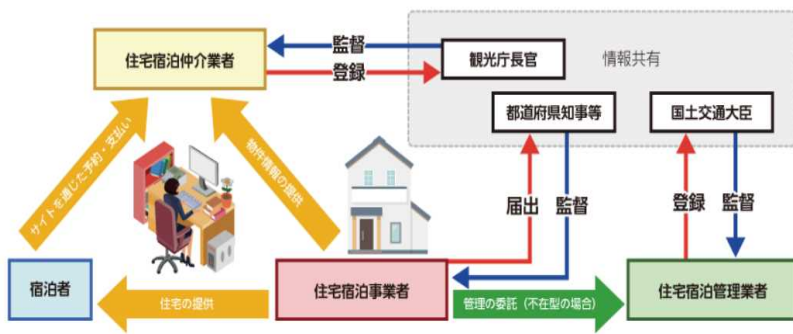 監督
住宅宿泊仲介業者
登録
観光庁長官
情報共有
都道府県知事等
国土交通大臣
サイトを通じた予約・支払い
物件情報の提供
届出
監督
登録
監督
宿泊者
住宅の提供
住宅宿泊事業者
管理の委託（不在型の場合）
住宅宿泊管理業者